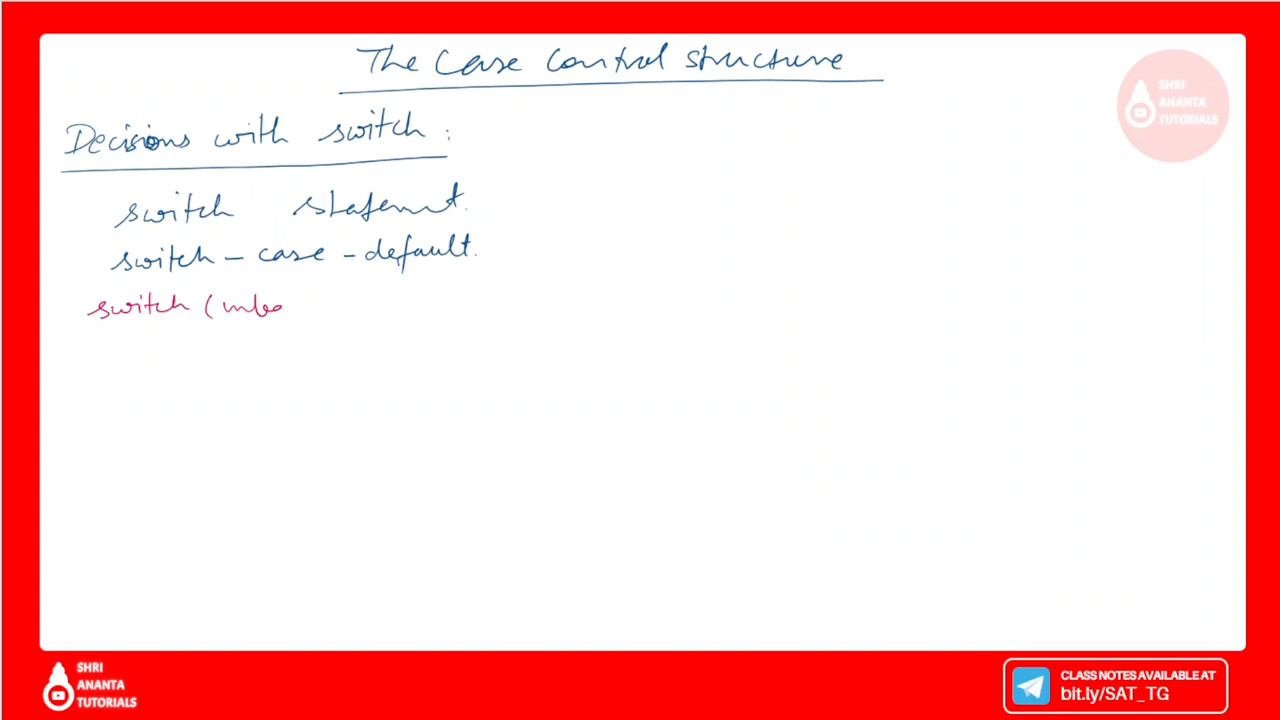 The Case Control structure
SHRI
ANANTA
TUTORIALS
Decisions with switch :
switch statement.
switch - case - default.
switch (
SHRI
ANANTA
TUTORIALS
CLASS NOTES AVAILABLE AT
bit.ly/SAT_TG